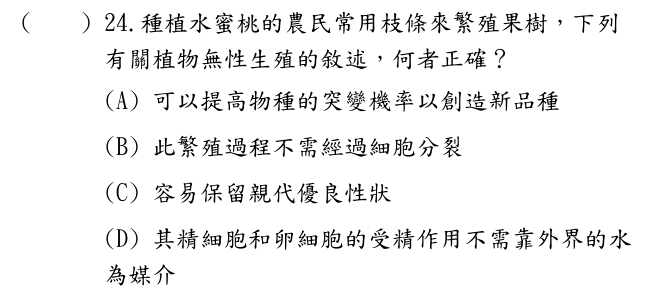 (　　)24.種植水蜜桃的農民常用枝條來繁殖果樹，下列
有關植物無性生殖的敘述，何者正確？
(A) 可以提高物種的突變機率以創造新品種
(B) 此繁殖過程不需經過細胞分裂
(C) 容易保留親代優良性狀
(D) 其精細胞和卵細胞的受精作用不需靠外界的水
為媒介